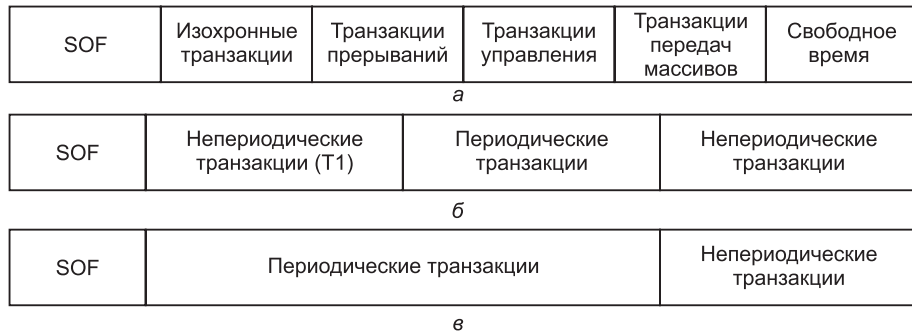 SOF
Изохронные
транзакции
Транзакции
прерываний
Транзакции
управления
Транзакции
передач
массивов
Свободное
время
а
SOF
Непериодические
транзакции (T1)
Периодические
транзакции
Непериодические
транзакции
б
SOF
Периодические транзакции
Непериодические
транзакции
в